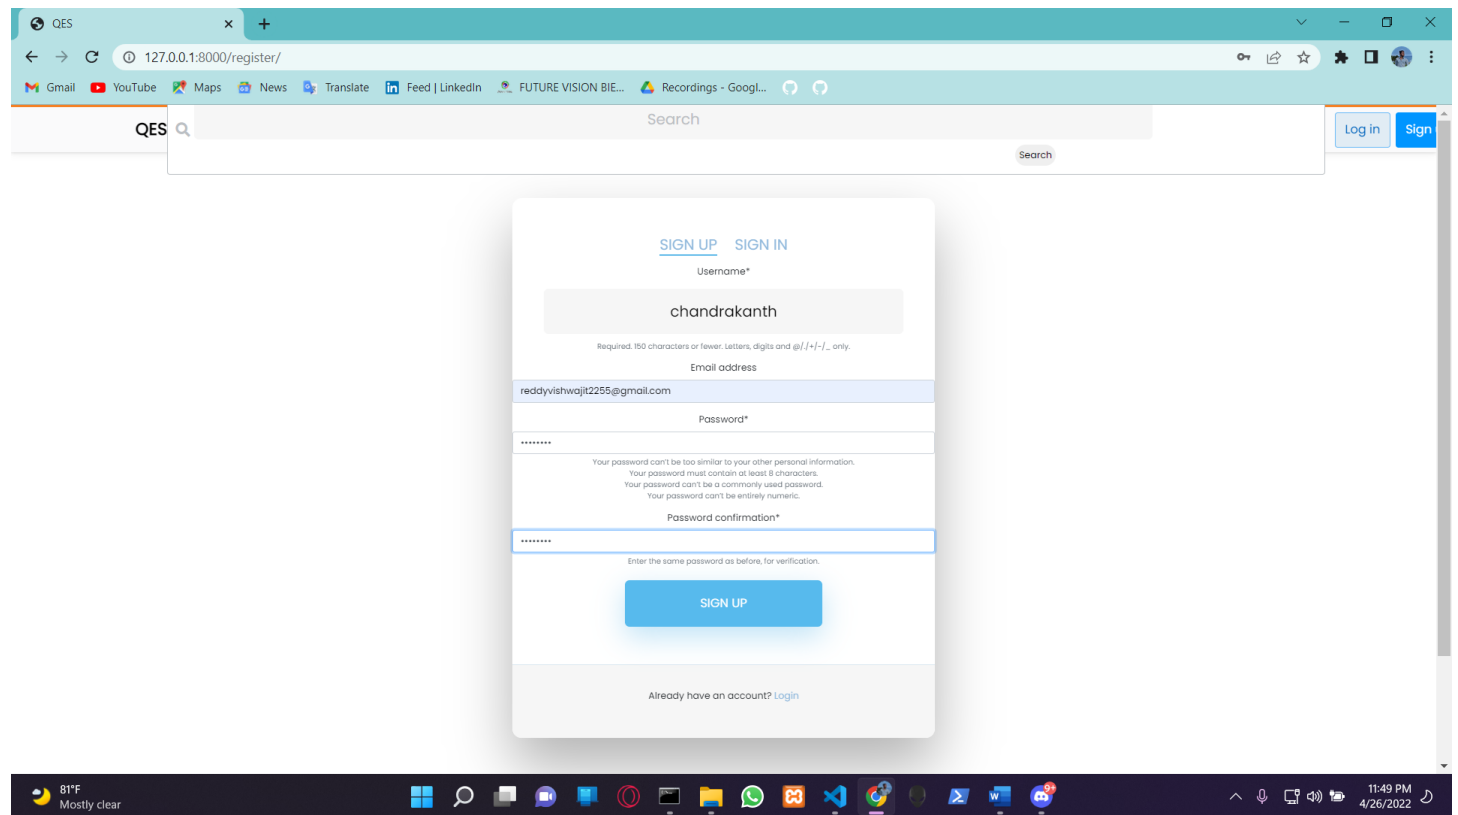 QES
127.0.0.1:8000/register/
Gmail YouTube Maps News Translate Feed | LinkedIn FUTURE VISION BIE... Recordings - Googl...
QES Search Log in Sign
Search
SIGN UP SIGN IN
Username*
chandrakanth
Required. 150 characters or fewer. Letters, digits and @/./+/-/_ only.
Email address
reddyvishwajit2255@gmail.com
Password*
••••••••
Your password can't be too similar to your other personal information.
Your password must contain at least 8 characters.
Your password can't be a commonly used password.
Your password can't be entirely numeric.
Password confirmation*
••••••••
Enter the same password as before, for verification.
SIGN UP
Already have an account? Login
81°F
Mostly clear
9+
11:49 PM
4/26/2022